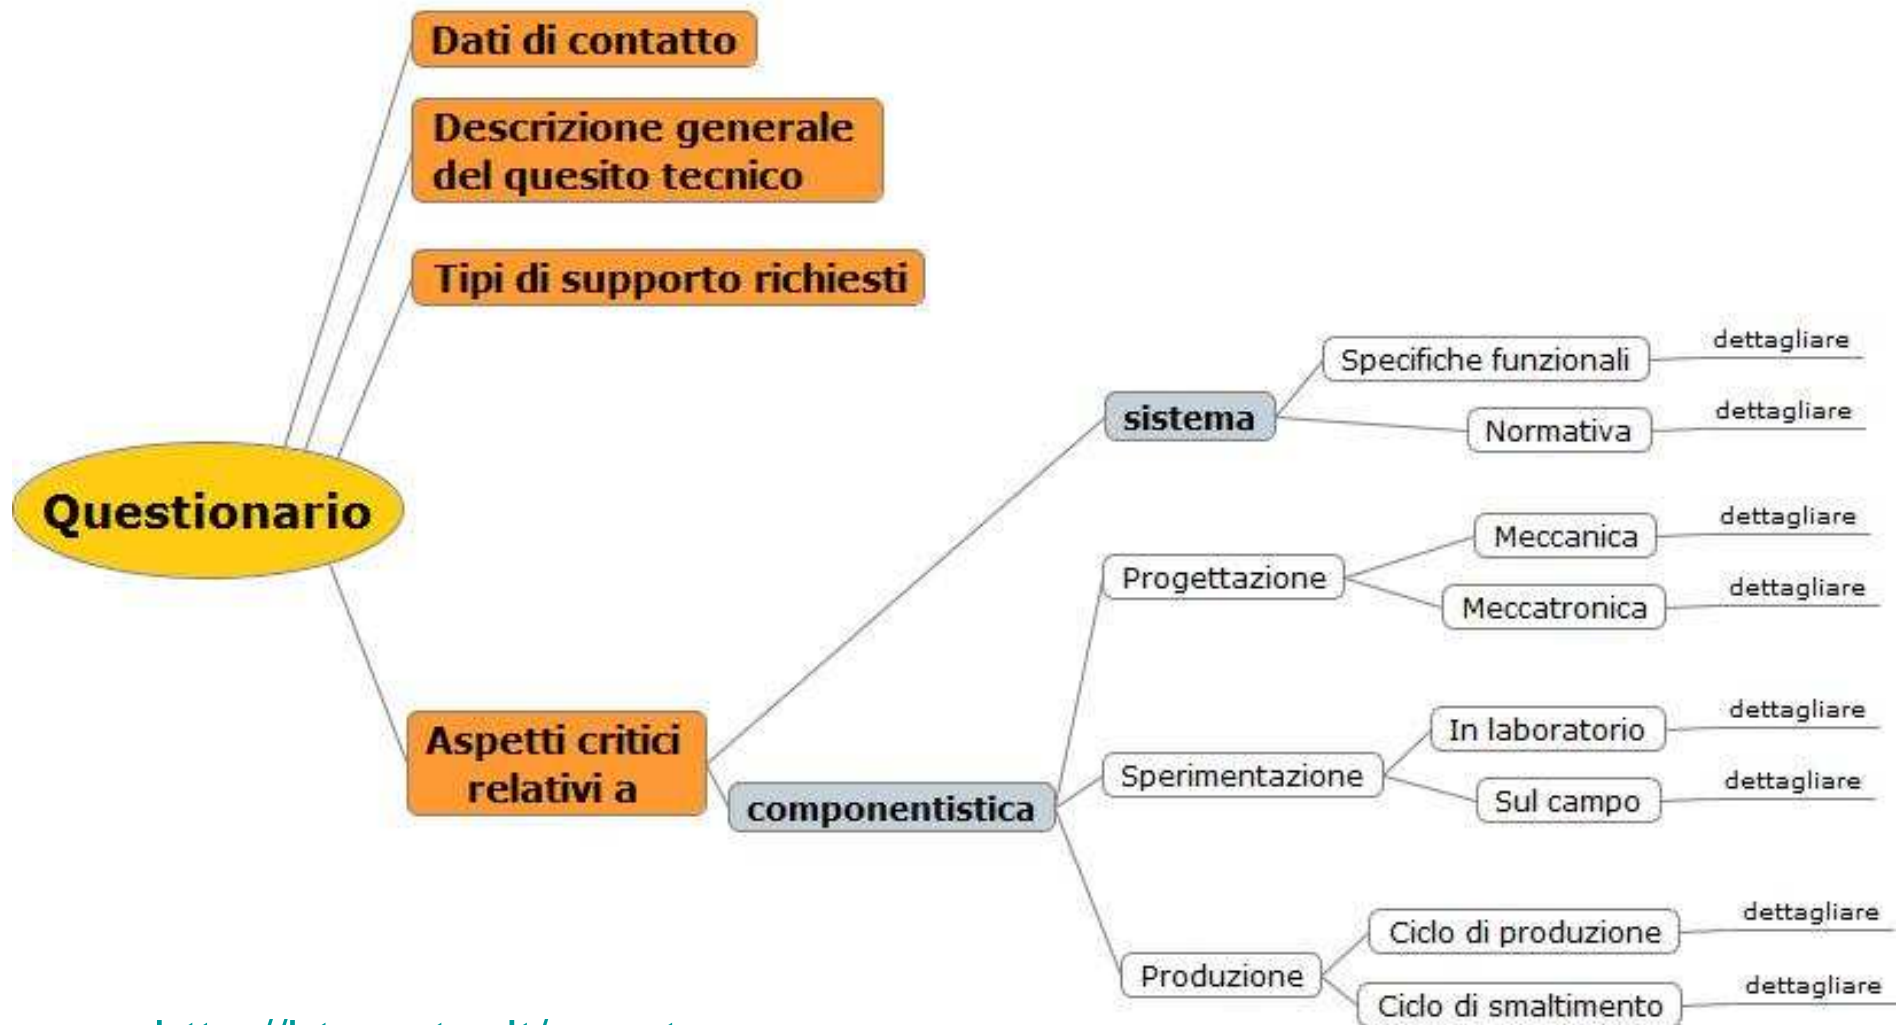 Dati di contatto
Descrizione generale
del quesito tecnico
Tipi di supporto richiesti
Questionario
Aspetti critici
relativi a
sistema
Specifiche funzionali
dettagliare
Normativa
dettagliare
componentistica
Progettazione
Meccanica
dettagliare
Meccatronica
dettagliare
Sperimentazione
In laboratorio
dettagliare
Sul campo
dettagliare
Produzione
Ciclo di produzione
dettagliare
Ciclo di smaltimento
dettagliare